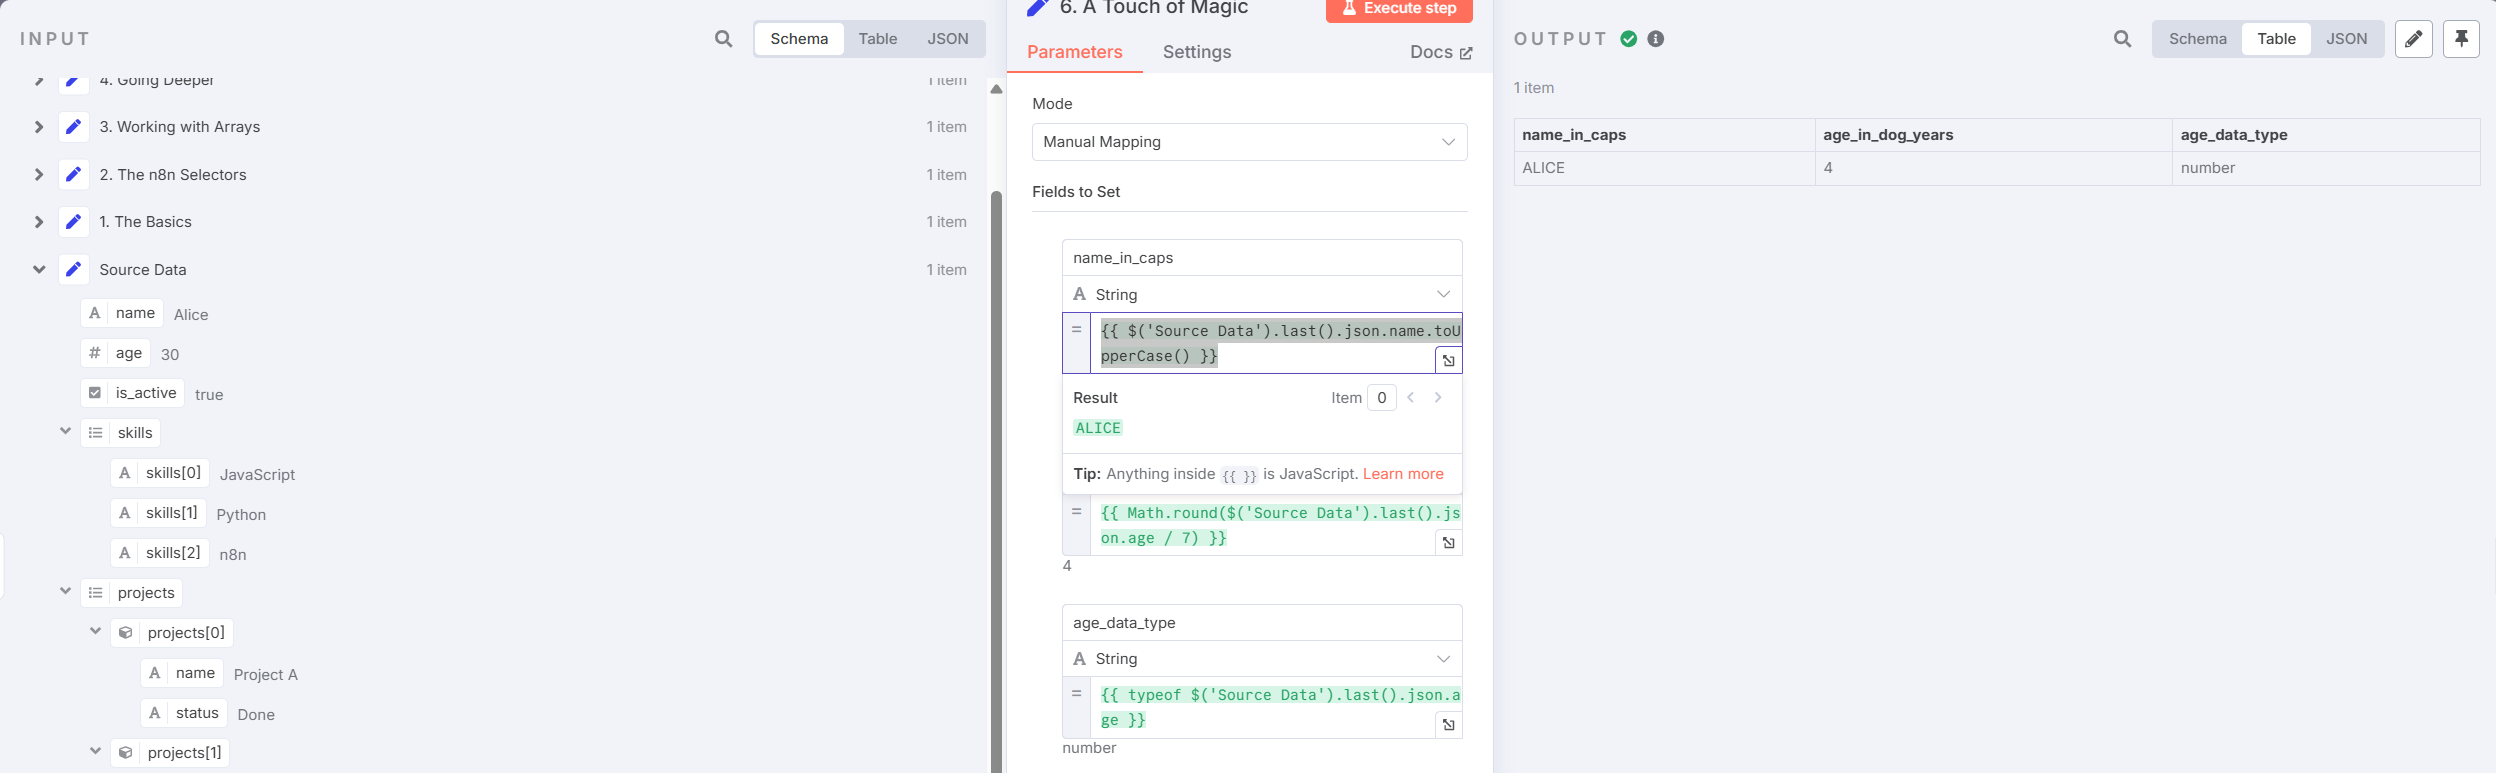 INPUT
Schema
Table
JSON
4. Going Deeper
1 item
3. Working with Arrays
1 item
2. The n8n Selectors
1 item
1. The Basics
1 item
Source Data
1 item
A name Alice
# age 30
is_active true
skills
A skills[0] JavaScript
A skills[1] Python
A skills[2] n8n
projects
projects[0]
A name Project A
A status Done
projects[1]
6. A Touch of Magic
Execute step
Parameters
Settings
Docs
Mode
Manual Mapping
Fields to Set
name_in_caps
A String
= {{ $('Source Data').last().json.name.toU
pperCase() }}
Result
Item 0
ALICE
Tip: Anything inside {{ }} is JavaScript. Learn more
= {{ Math.round($('Source Data').last().js
on.age / 7) }}
4
age_data_type
A String
= {{ typeof $('Source Data').last().json.a
ge }}
number
OUTPUT
Schema
Table
JSON
1 item
name_in_caps age_in_dog_years age_data_type
ALICE 4 number